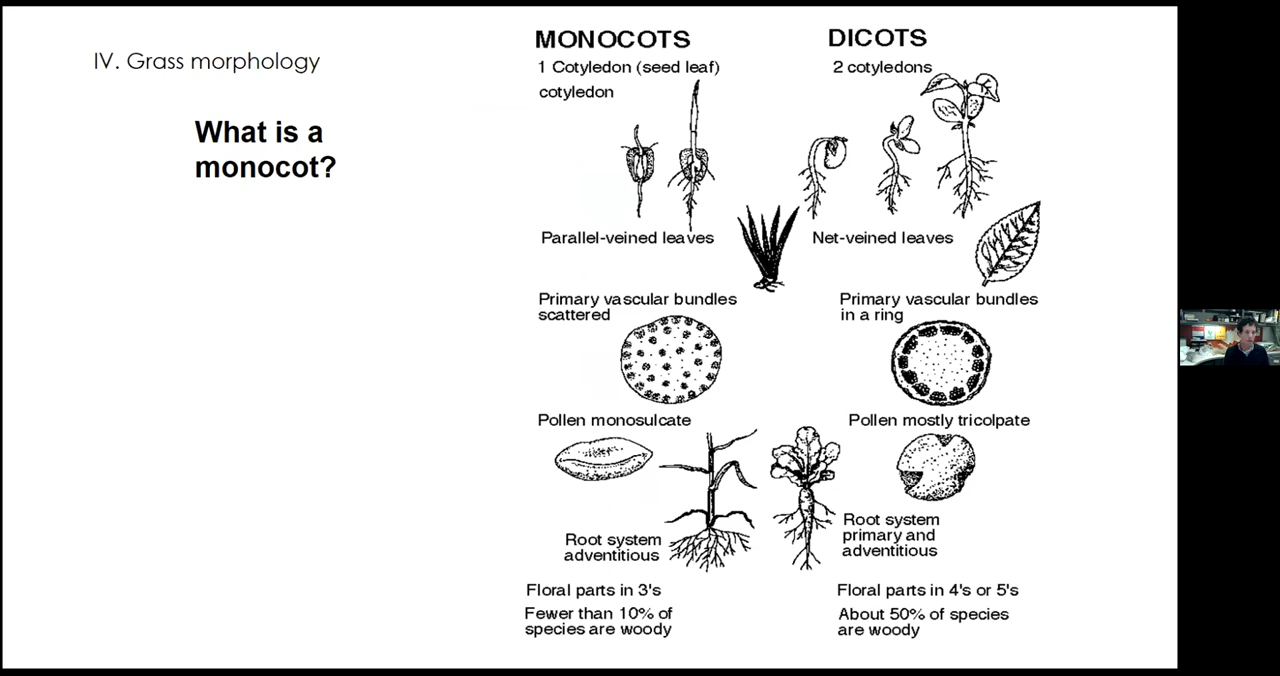 IV. Grass morphology
What is a
monocot?
MONOCOTS
1 Cotyledon (seed leaf)
cotyledon
Parallel-veined leaves
Primary vascular bundles
scattered
Pollen monosulcate
Root system
adventitious
Floral parts in 3's
Fewer than 10% of
species are woody
DICOTS
2 cotyledons
Net-veined leaves
Primary vascular bundles
in a ring
Pollen mostly tricolpate
Root system
primary and
adventitious
Floral parts in 4's or 5's
About 50% of species
are woody